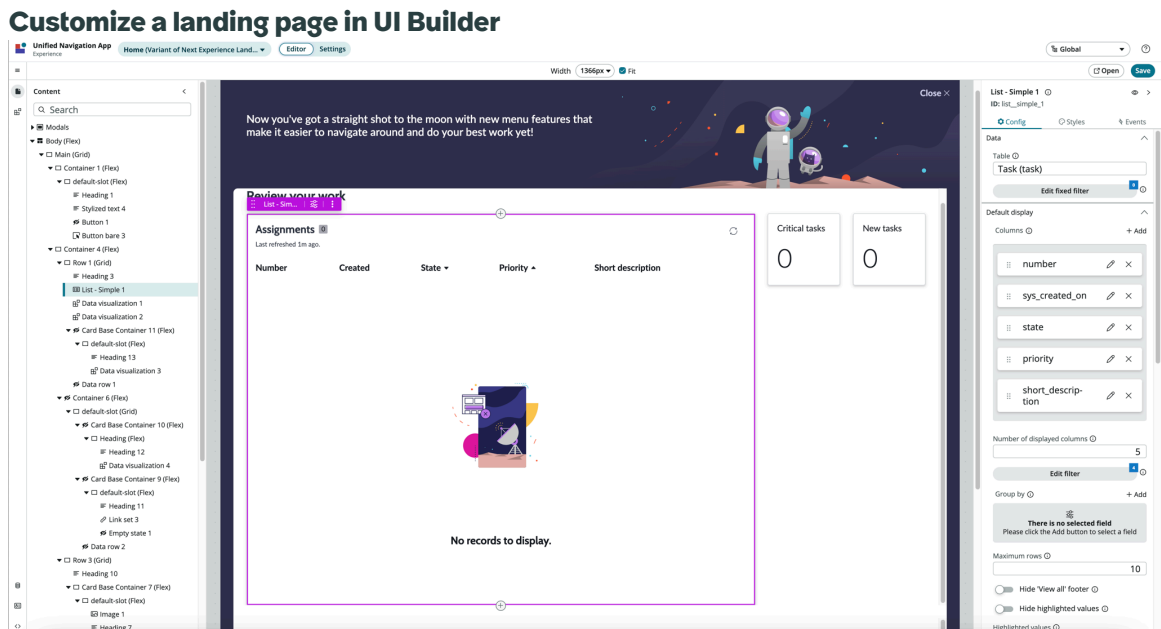 Customize a landing page in UI Builder
Unified Navigation App
Experience
Home (Variant of Next Experience Land...
Editor
Settings
Global
Width
1366px
Fit
Open
Save
Content
Search
Modals
Body (Flex)
Main (Grid)
Container 1 (Flex)
default-slot (Flex)
Heading 1
Stylized text 4
Button 1
Button bare 3
Container 4 (Flex)
Row 1 (Grid)
Heading 3
List - Simple 1
Data visualization 1
Data visualization 2
Card Base Container 11 (Flex)
default-slot (Flex)
Heading 13
Data visualization 3
Data row 1
Container 6 (Flex)
default-slot (Grid)
Card Base Container 10 (Flex)
Heading (Flex)
Heading 12
Data visualization 4
Card Base Container 9 (Flex)
default-slot (Flex)
Heading 11
Link set 3
Empty state 1
Data row 2
Row 3 (Grid)
Heading 10
Card Base Container 7 (Flex)
default-slot (Flex)
Image 1
Heading 7
Close
Now you've got a straight shot to the moon with new menu features that
make it easier to navigate around and do your best work yet!
Review your work
List - Sim...
Assignments 0
Last refreshed 1m ago.
Number
Created
State
Priority
Short description
No records to display.
Critical tasks
0
New tasks
0
List - Simple 1
ID: list__simple_1
Config
Styles
Events
Data
Table
Task (task)
Edit fixed filter
Default display
Columns
+ Add
number
sys_created_on
state
priority
short_descrip-
tion
Number of displayed columns
5
Edit filter
4
Group by
+ Add
There is no selected field
Please click the Add button to select a field
Maximum rows
10
Hide 'View all' footer
Hide highlighted values
Highlighted values